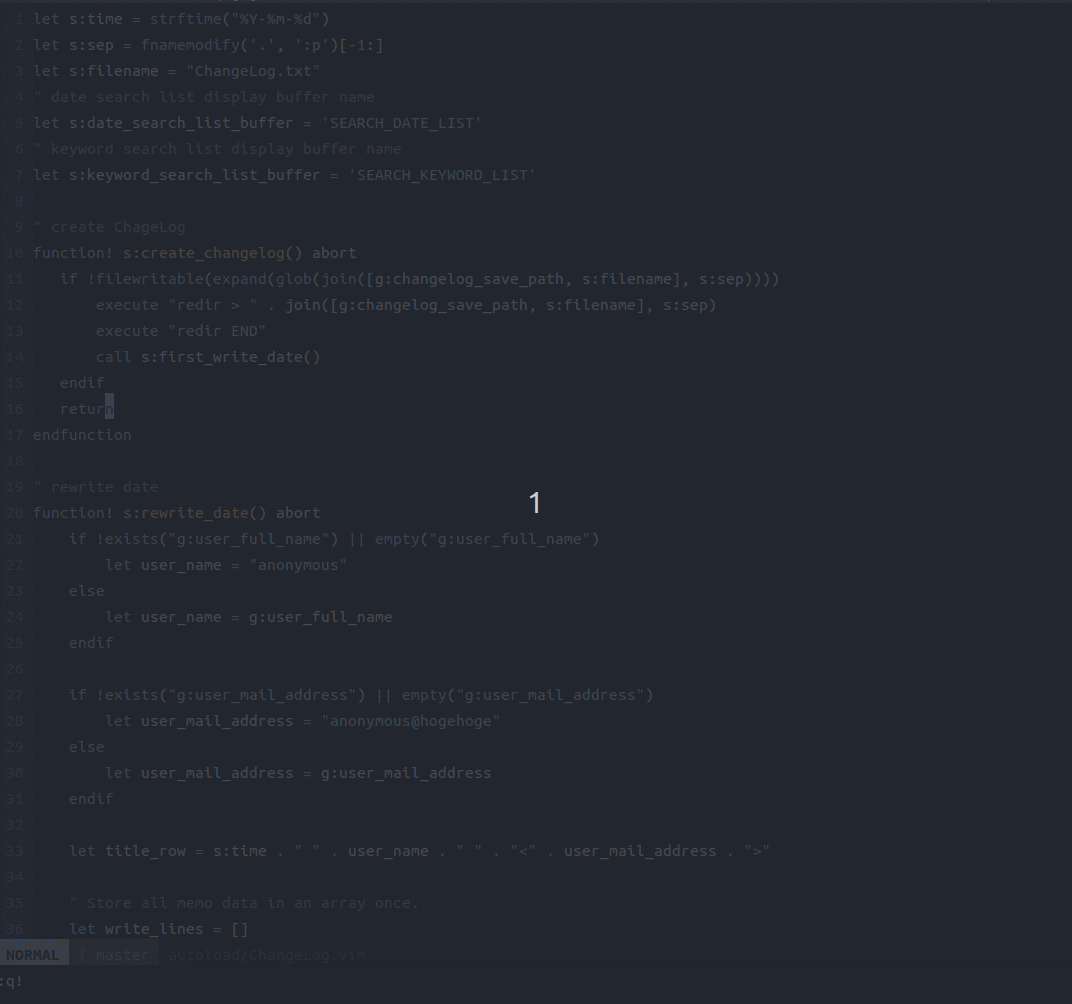 1 let s:time = strftime("%Y-%m-%d")
2 let s:sep = fnamemodify('.', ':p')[-1:]
3 let s:filename = "ChangeLog.txt"
4 " date search list display buffer name
5 let s:date_search_list_buffer = 'SEARCH_DATE_LIST'
6 " keyword search list display buffer name
7 let s:keyword_search_list_buffer = 'SEARCH_KEYWORD_LIST'
8
9 " create ChageLog
10 function! s:create_changelog() abort
11    if !filewritable(expand(glob(join([g:changelog_save_path, s:filename], s:sep))))
12        execute "redir > " . join([g:changelog_save_path, s:filename], s:sep)
13        execute "redir END"
14        call s:first_write_date()
15    endif
16    return
17 endfunction
18
19 " rewrite date
1
20 function! s:rewrite_date() abort
21     if !exists("g:user_full_name") || empty("g:user_full_name")
22         let user_name = "anonymous"
23     else
24         let user_name = g:user_full_name
25     endif
26
27     if !exists("g:user_mail_address") || empty("g:user_mail_address")
28         let user_mail_address = "anonymous@hogehoge"
29     else
30         let user_mail_address = g:user_mail_address
31     endif
32
33     let title_row = s:time . " " . user_name . " " . "<" . user_mail_address . ">"
34
35     " Store all memo data in an array once.
36     let write_lines = []
NORMAL master autoload/ChangeLog.vim
:q!